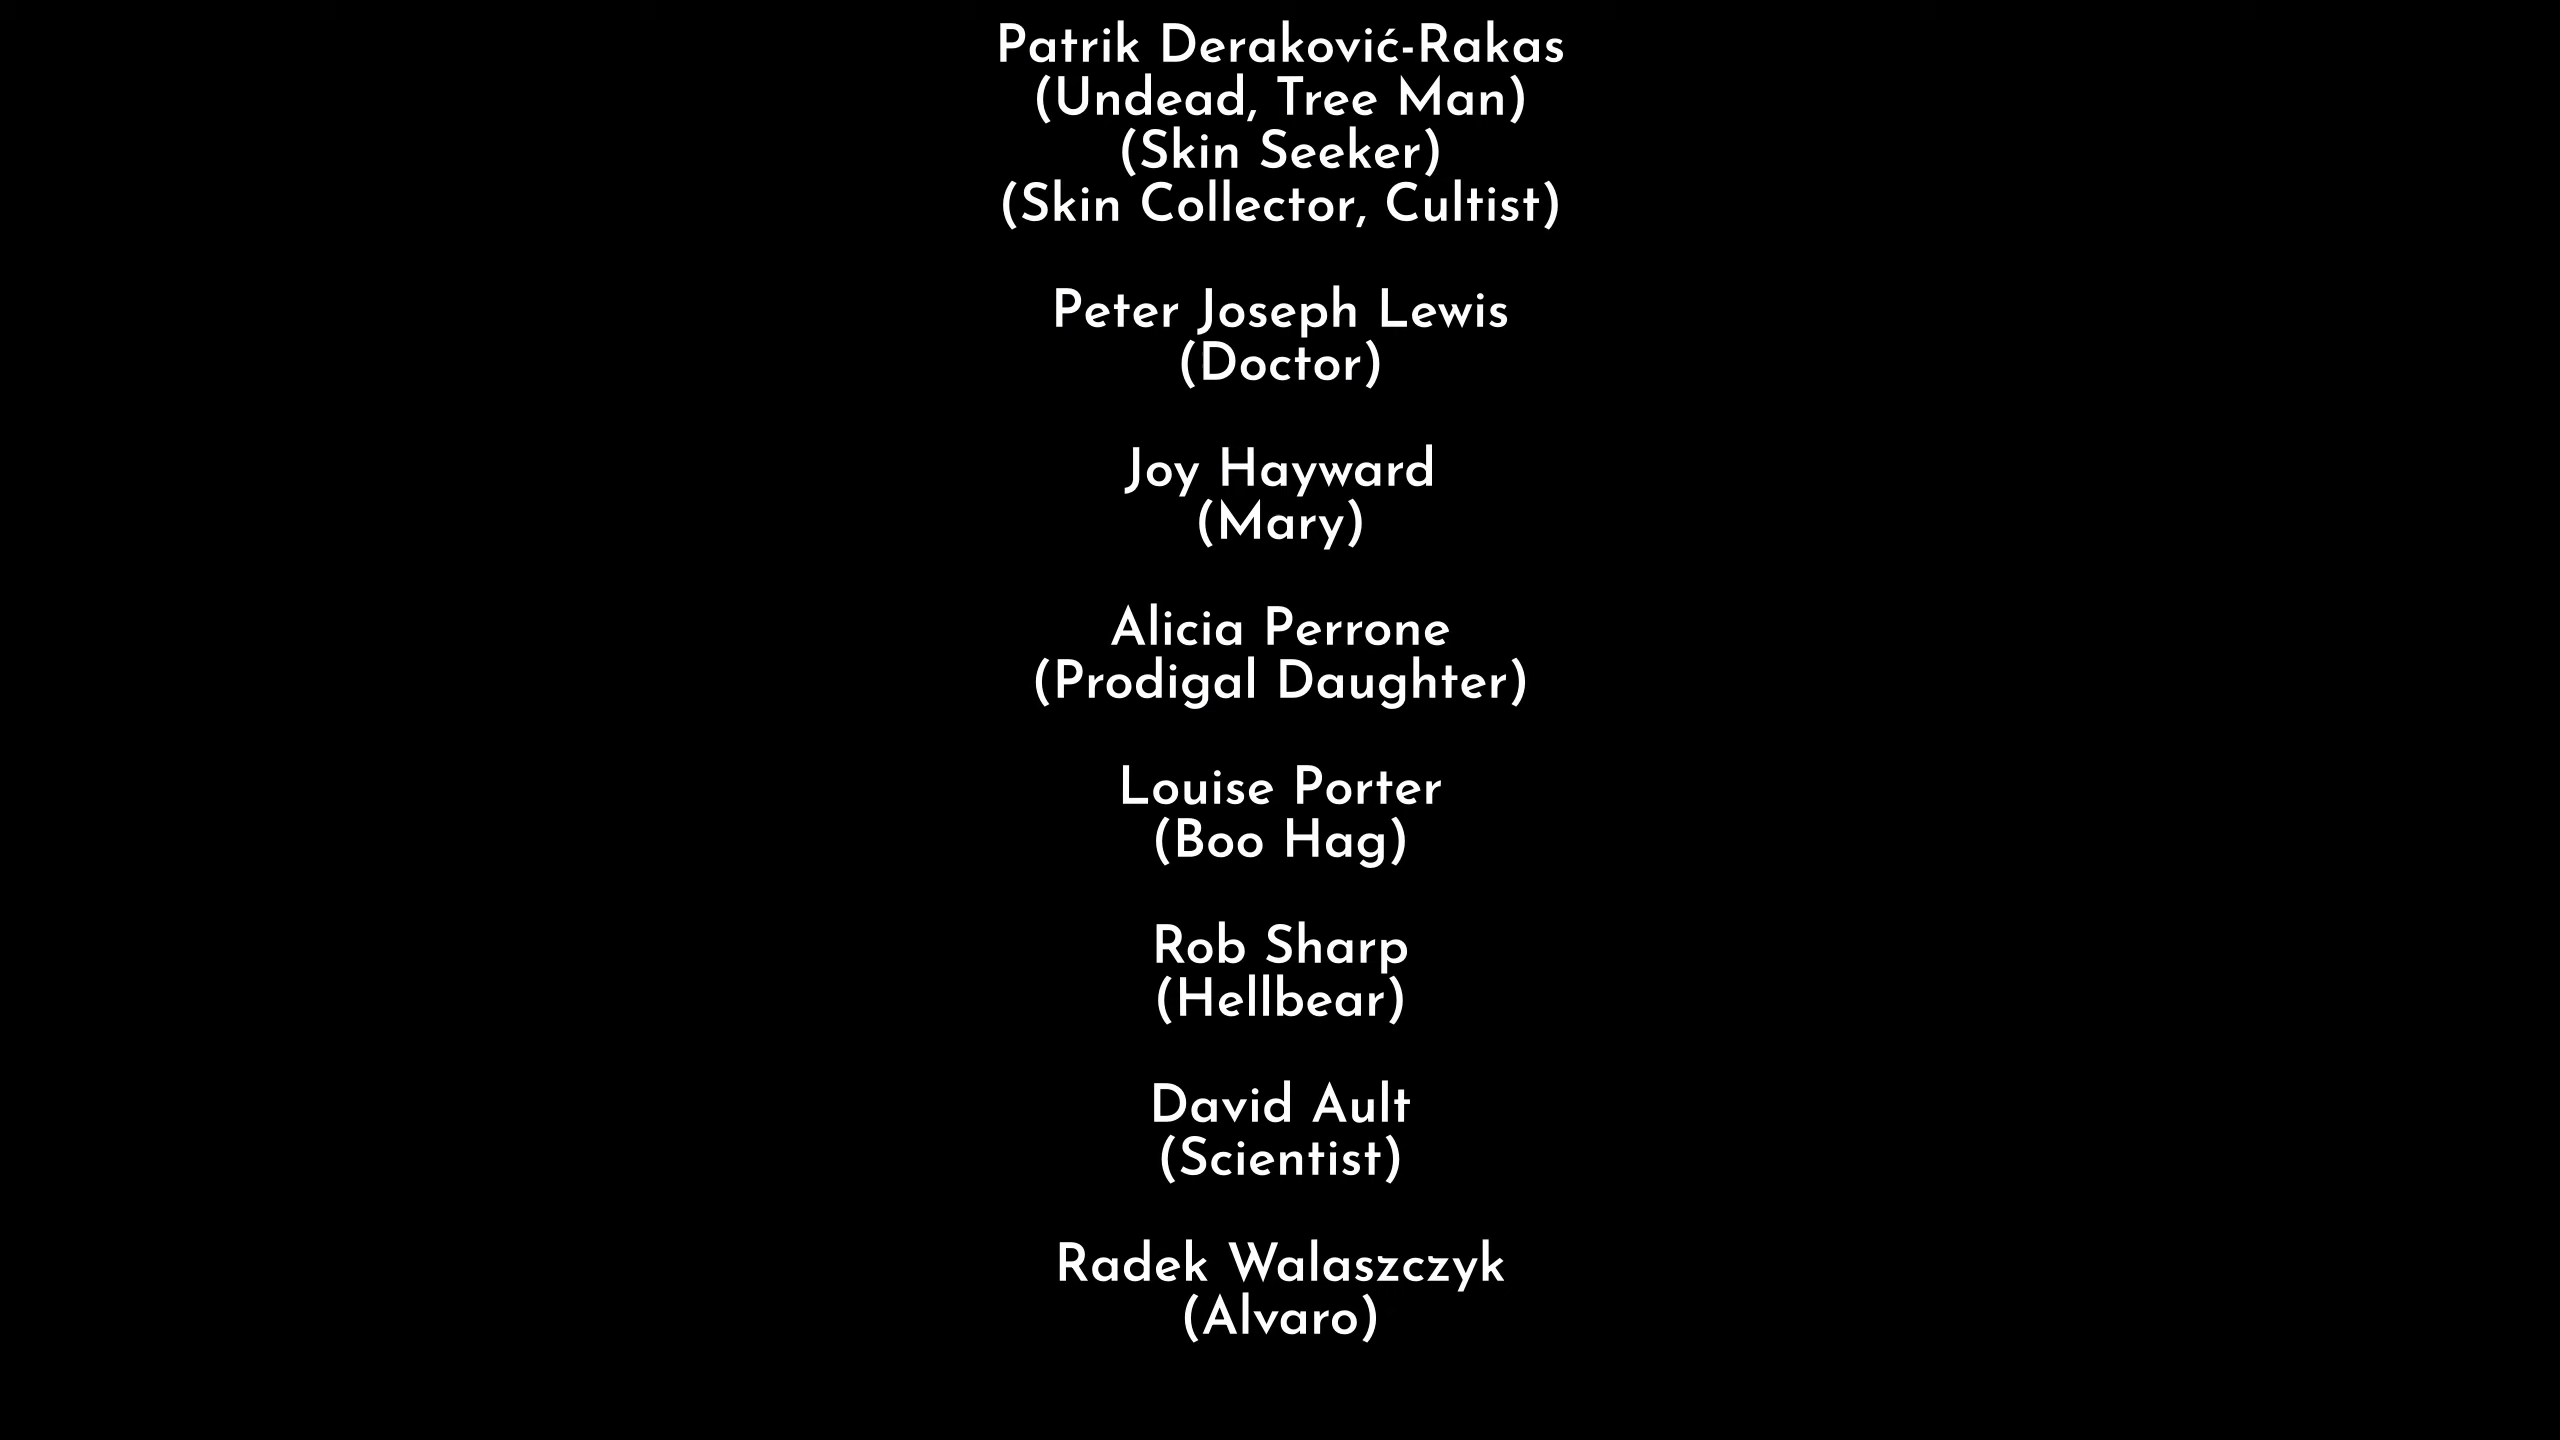 Patrik Deraković-Rakas
(Undead, Tree Man)
(Skin Seeker)
(Skin Collector, Cultist)
Peter Joseph Lewis
(Doctor)
Joy Hayward
(Mary)
Alicia Perrone
(Prodigal Daughter)
Louise Porter
(Boo Hag)
Rob Sharp
(Hellbear)
David Ault
(Scientist)
Radek Walaszczyk
(Alvaro)